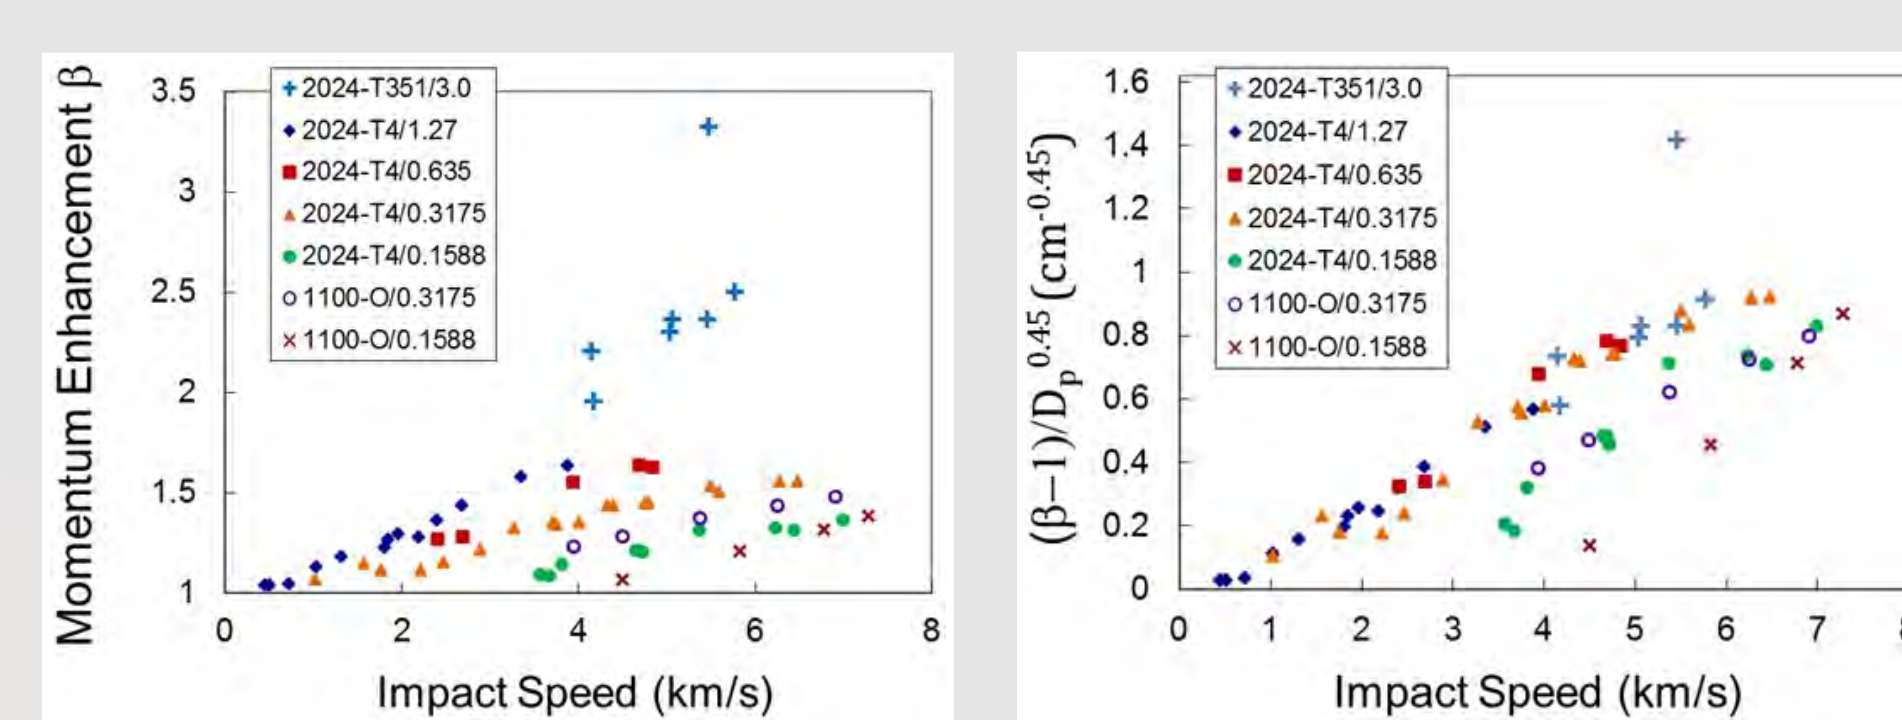 Momentum Enhancement β
3.5
3
2.5
2
1.5
1
2024-T351/3.0
2024-T4/1.27
2024-T4/0.635
2024-T4/0.3175
2024-T4/0.1588
1100-O/0.3175
1100-O/0.1588
0 2 4 6 8
Impact Speed (km/s)
(β−1)/Dp^0.45 (cm^-0.45)
1.6
1.4
1.2
1
0.8
0.6
0.4
0.2
0
2024-T351/3.0
2024-T4/1.27
2024-T4/0.635
2024-T4/0.3175
2024-T4/0.1588
1100-O/0.3175
1100-O/0.1588
0 1 2 3 4 5 6 7
Impact Speed (km/s)